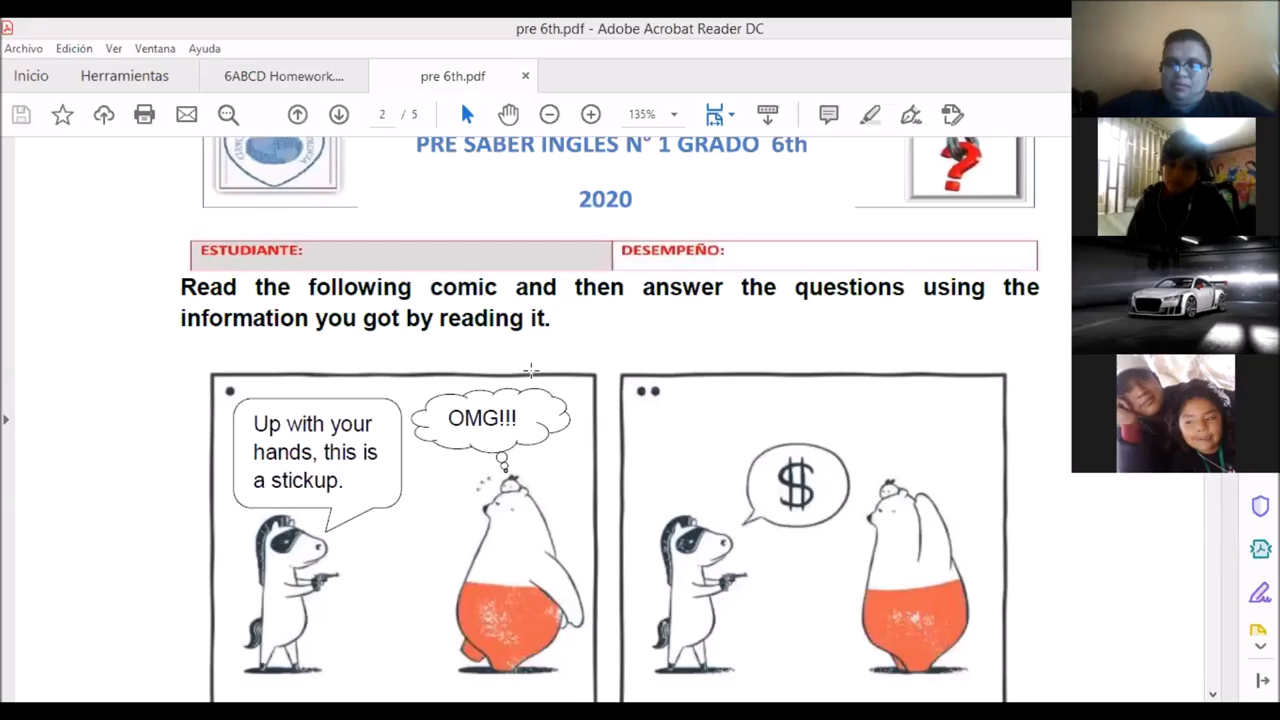 pre 6th.pdf - Adobe Acrobat Reader DC
Archivo Edición Ver Ventana Ayuda
Inicio Herramientas 6ABCD Homework.... pre 6th.pdf ×
2 / 5 135%
PRE SABER INGLES N° 1 GRADO 6th
2020
ESTUDIANTE: DESEMPEÑO:
Read the following comic and then answer the questions using the
information you got by reading it.
Up with your
hands, this is
a stickup.
OMG!!!
$